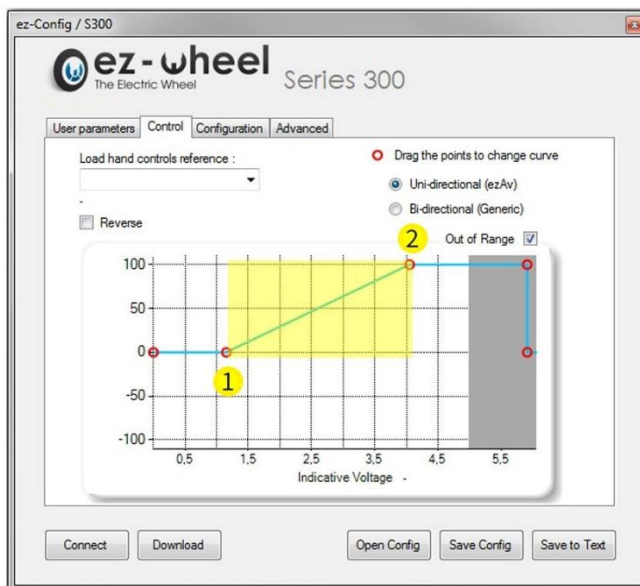 ez-Config / S300
ez-wheel
The Electric Wheel
Series 300
User parameters Control Configuration Advanced
Load hand controls reference :
Drag the points to change curve
Uni-directional (ezAv)
-
Bi-directional (Generic)
Reverse
2
Out of Range
100
50
0
1
-50
-100
0,5 1,5 2,5 3,5 4,5 5,5
Indicative Voltage -
Connect Download Open Config Save Config Save to Text